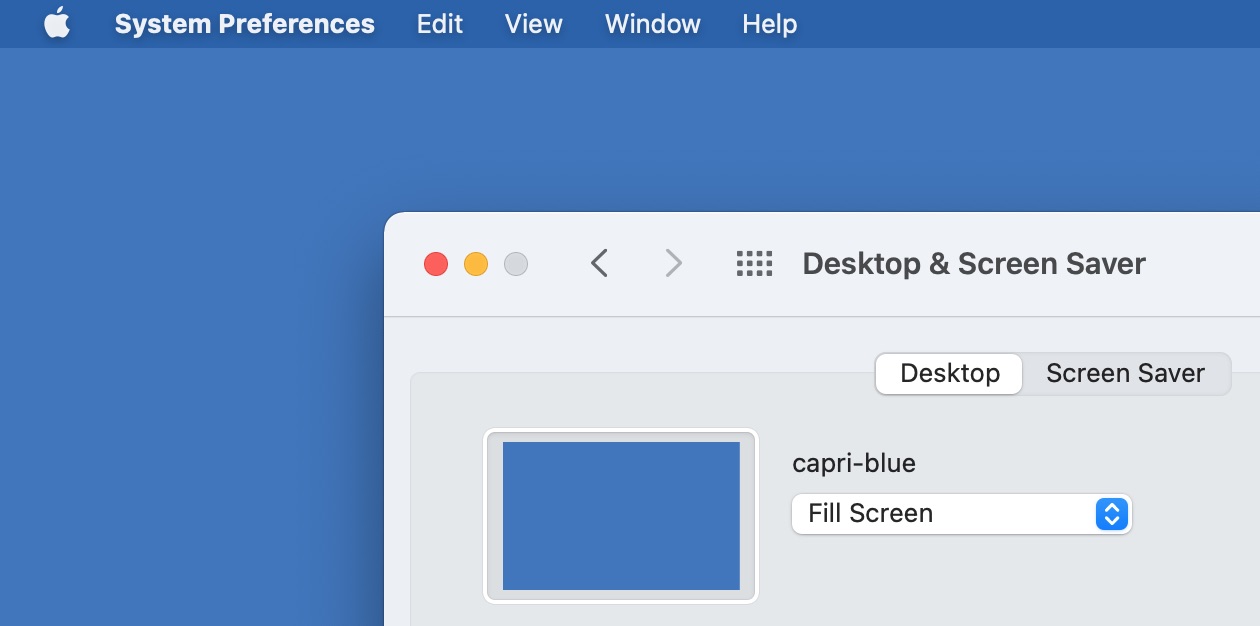 System Preferences Edit View Window Help
Desktop & Screen Saver
Desktop Screen Saver
capri-blue
Fill Screen